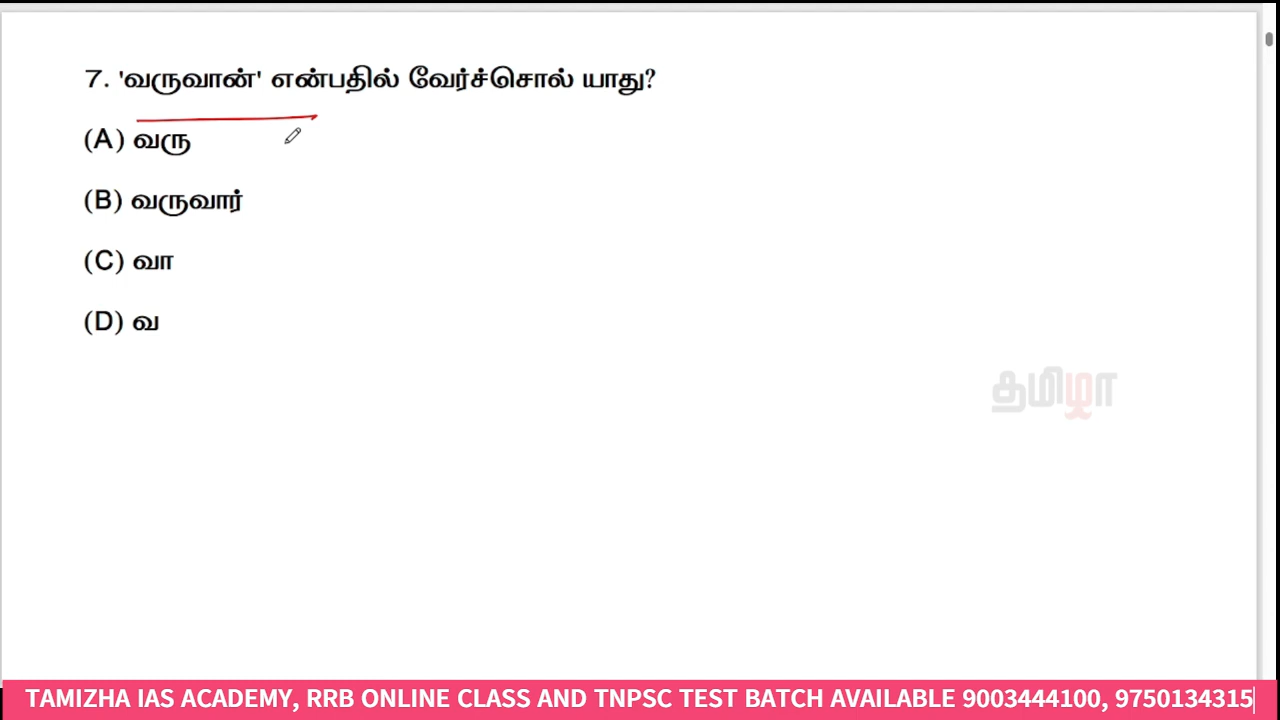 7. 'வருவான்' என்பதில் வேர்ச்சொல் யாது?
(A) வரு
(B) வருவார்
(C) வா
(D) வ
தமிழா
TAMIZHA IAS ACADEMY, RRB ONLINE CLASS AND TNPSC TEST BATCH AVAILABLE 9003444100, 9750134315